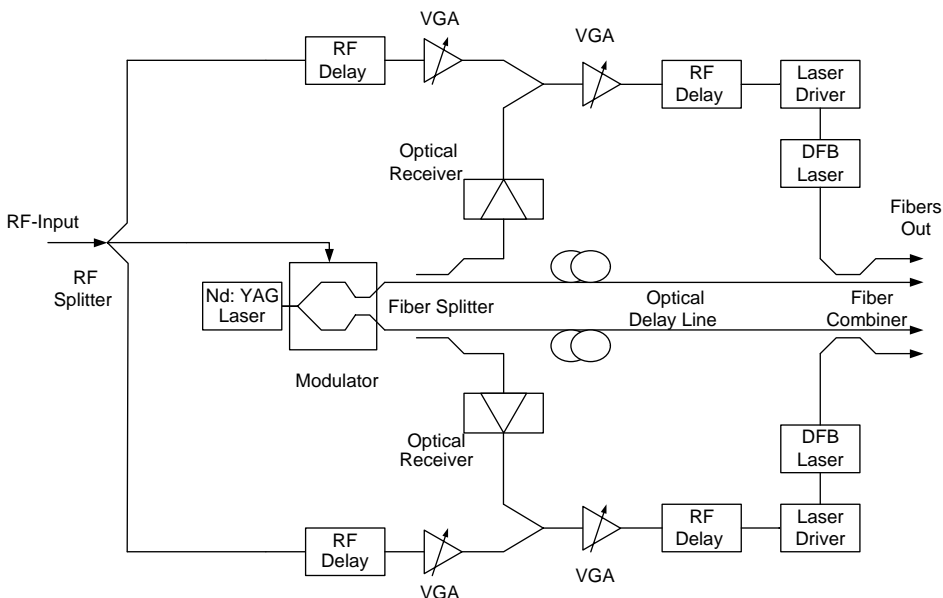 VGA
VGA
RF
Delay
RF
Delay
Laser
Driver
Optical
Receiver
DFB
Laser
RF-Input
Fibers
Out
RF
Splitter
Nd: YAG
Laser
Fiber Splitter
Optical
Delay Line
Fiber
Combiner
Modulator
Optical
Receiver
DFB
Laser
RF
Delay
RF
Delay
Laser
Driver
VGA
VGA